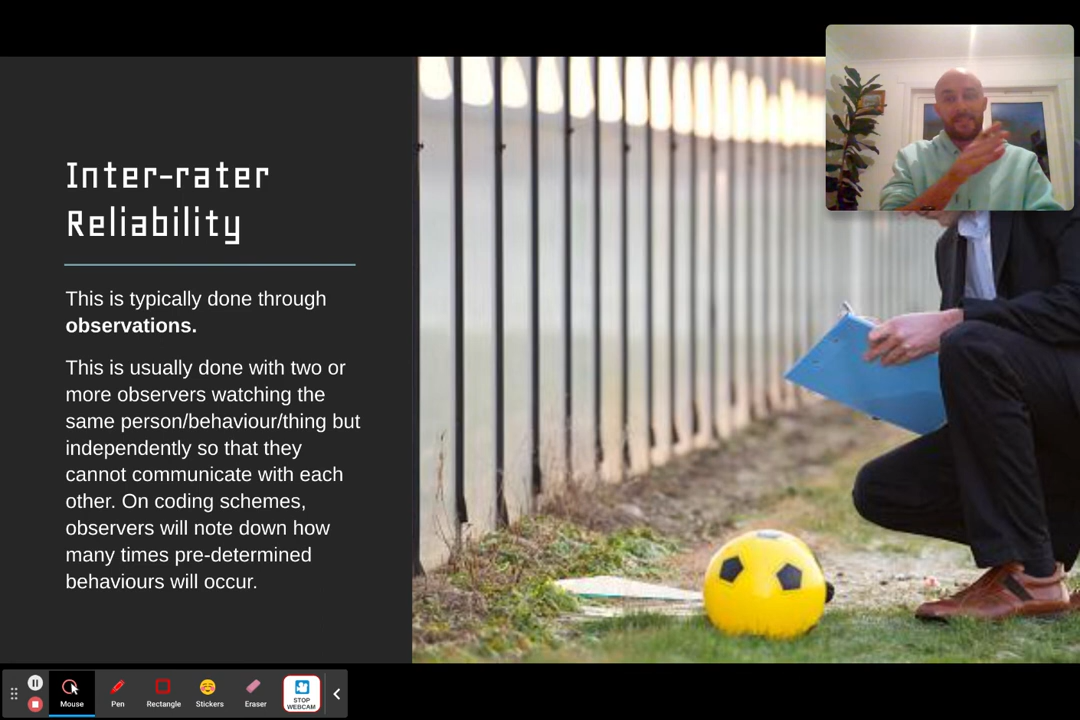 Inter-rater
Reliability
This is typically done through
observations.
This is usually done with two or
more observers watching the
same person/behaviour/thing but
independently so that they
cannot communicate with each
other. On coding schemes,
observers will note down how
many times pre-determined
behaviours will occur.
Mouse
Pen
Rectangle
Stickers
Eraser
STOP
WEBCAM